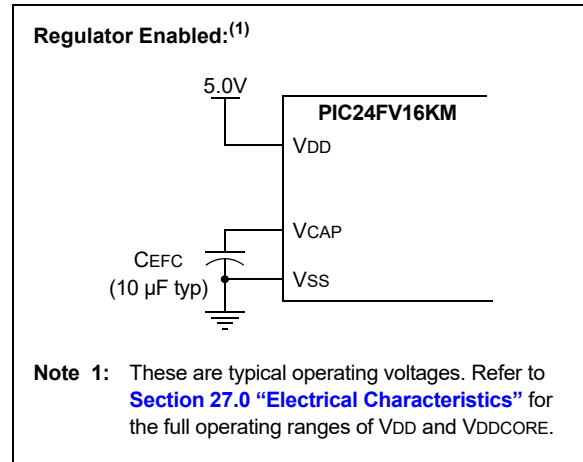 Regulator Enabled:(1)
5.0V
PIC24FV16KM
VDD
VCAP
CEFC
(10 µF typ)
VSS
Note 1: These are typical operating voltages. Refer to
Section 27.0 “Electrical Characteristics” for
the full operating ranges of VDD and VDDCORE.